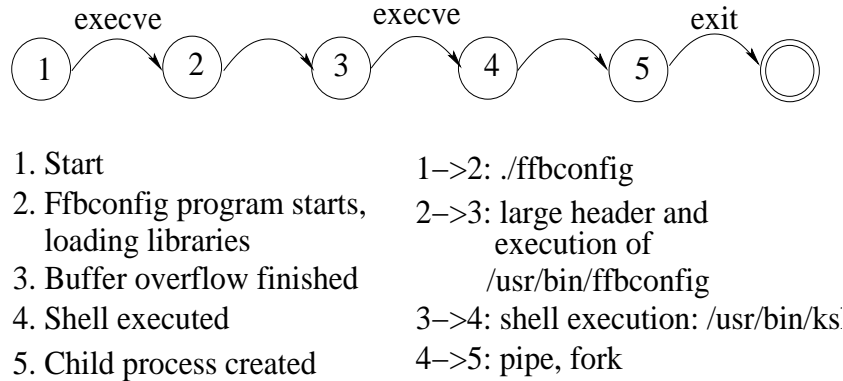 execve
execve
exit
1
2
3
4
5
1. Start
2. Ffbconfig program starts,
loading libraries
3. Buffer overflow finished
4. Shell executed
5. Child process created
1−>2: ./ffbconfig
2−>3: large header and
execution of
/usr/bin/ffbconfig
3−>4: shell execution: /usr/bin/ksh
4−>5: pipe, fork